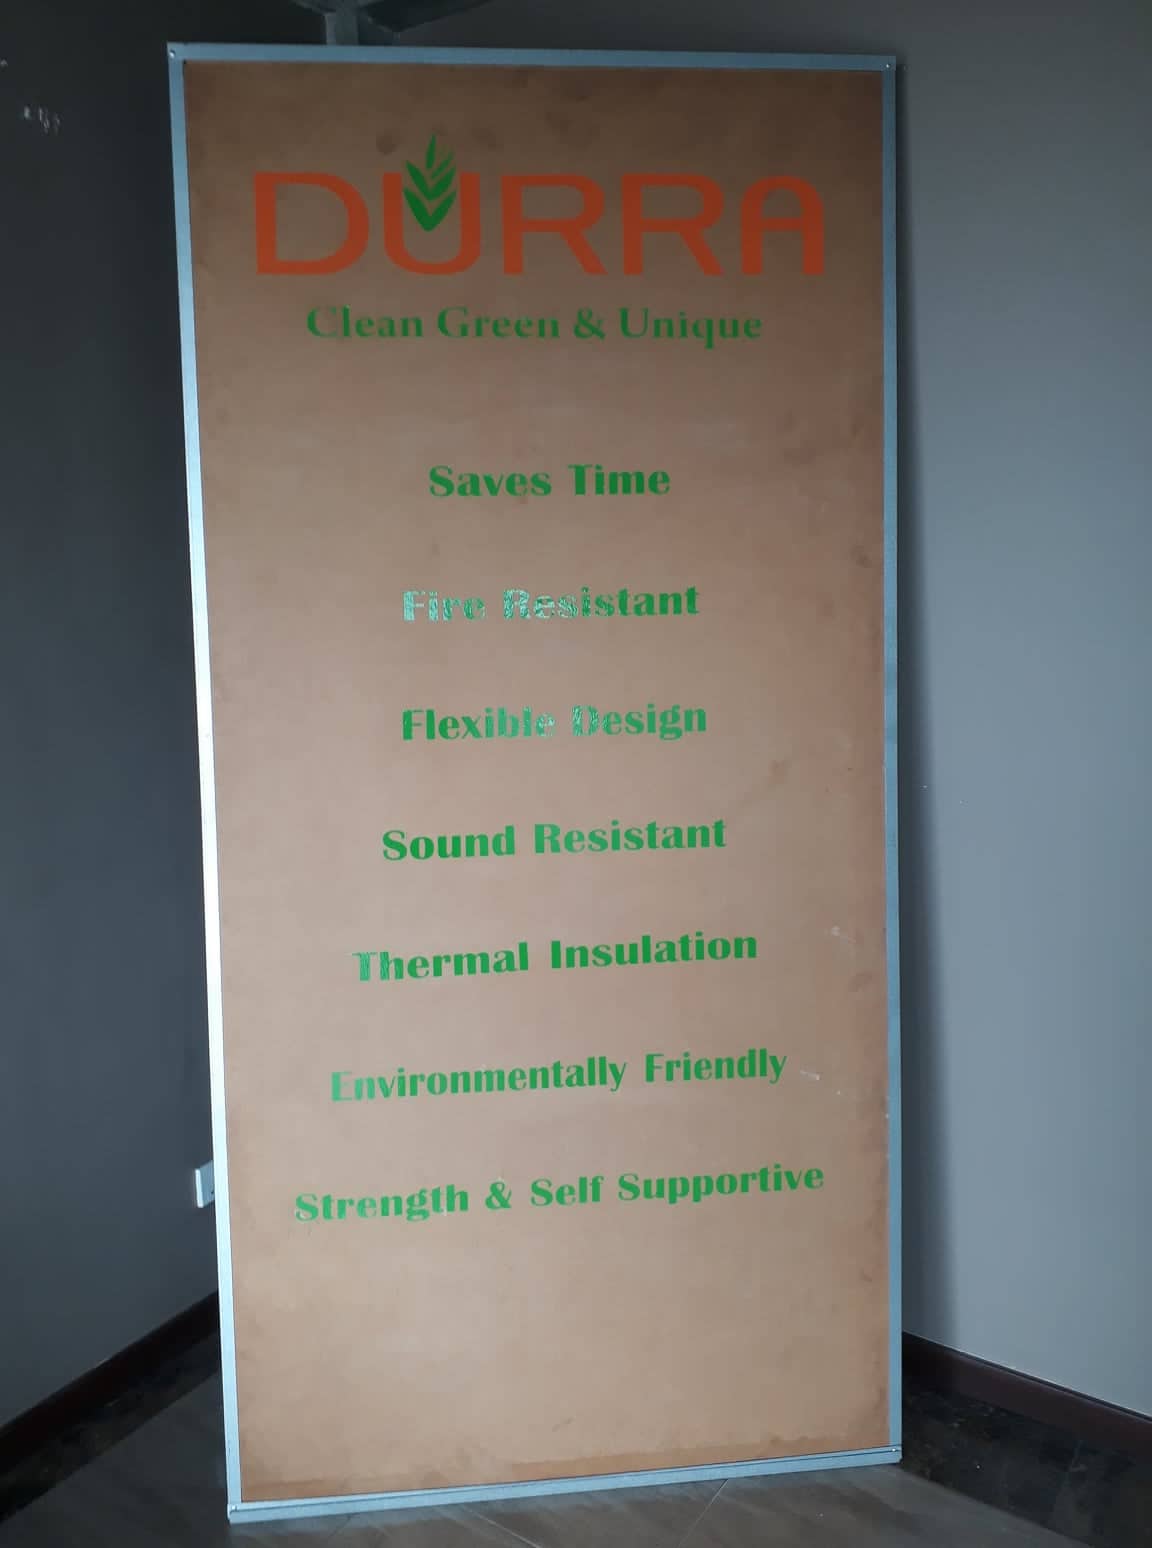 DURRA
Clean Green & Unique
Saves Time
Fire Resistant
Flexible Design
Sound Resistant
Thermal Insulation
Environmentally Friendly
Strength & Self Supportive